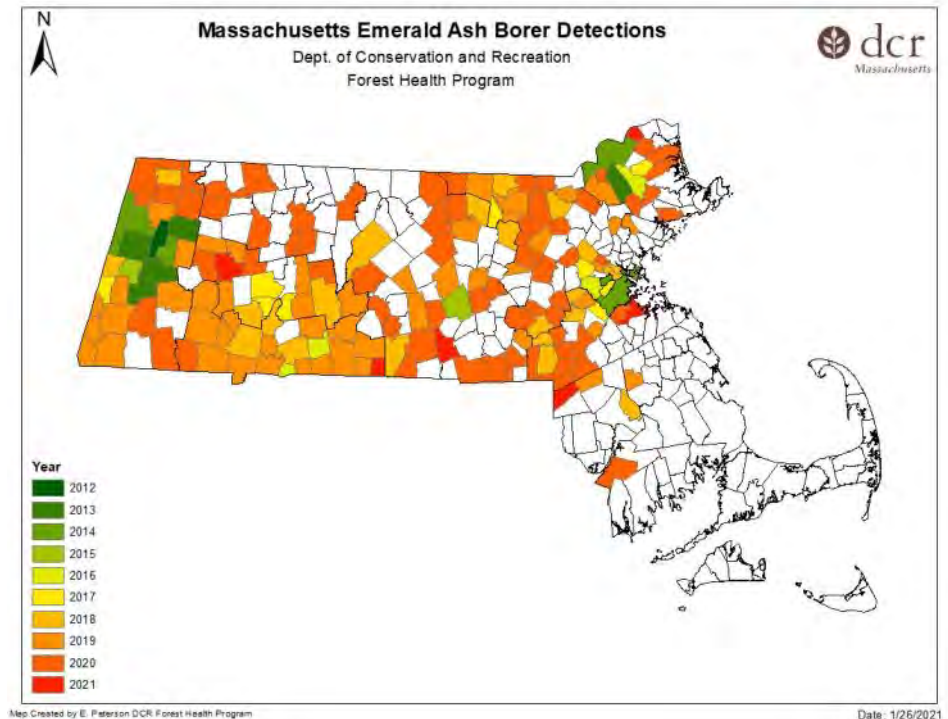 N
Massachusetts Emerald Ash Borer Detections
Dept. of Conservation and Recreation
Forest Health Program
dcr
Massachusetts
Year
2012
2013
2014
2015
2016
2017
2018
2019
2020
2021
Map Created by E. Peterson DCR Forest Health Program
Date: 1/26/2021